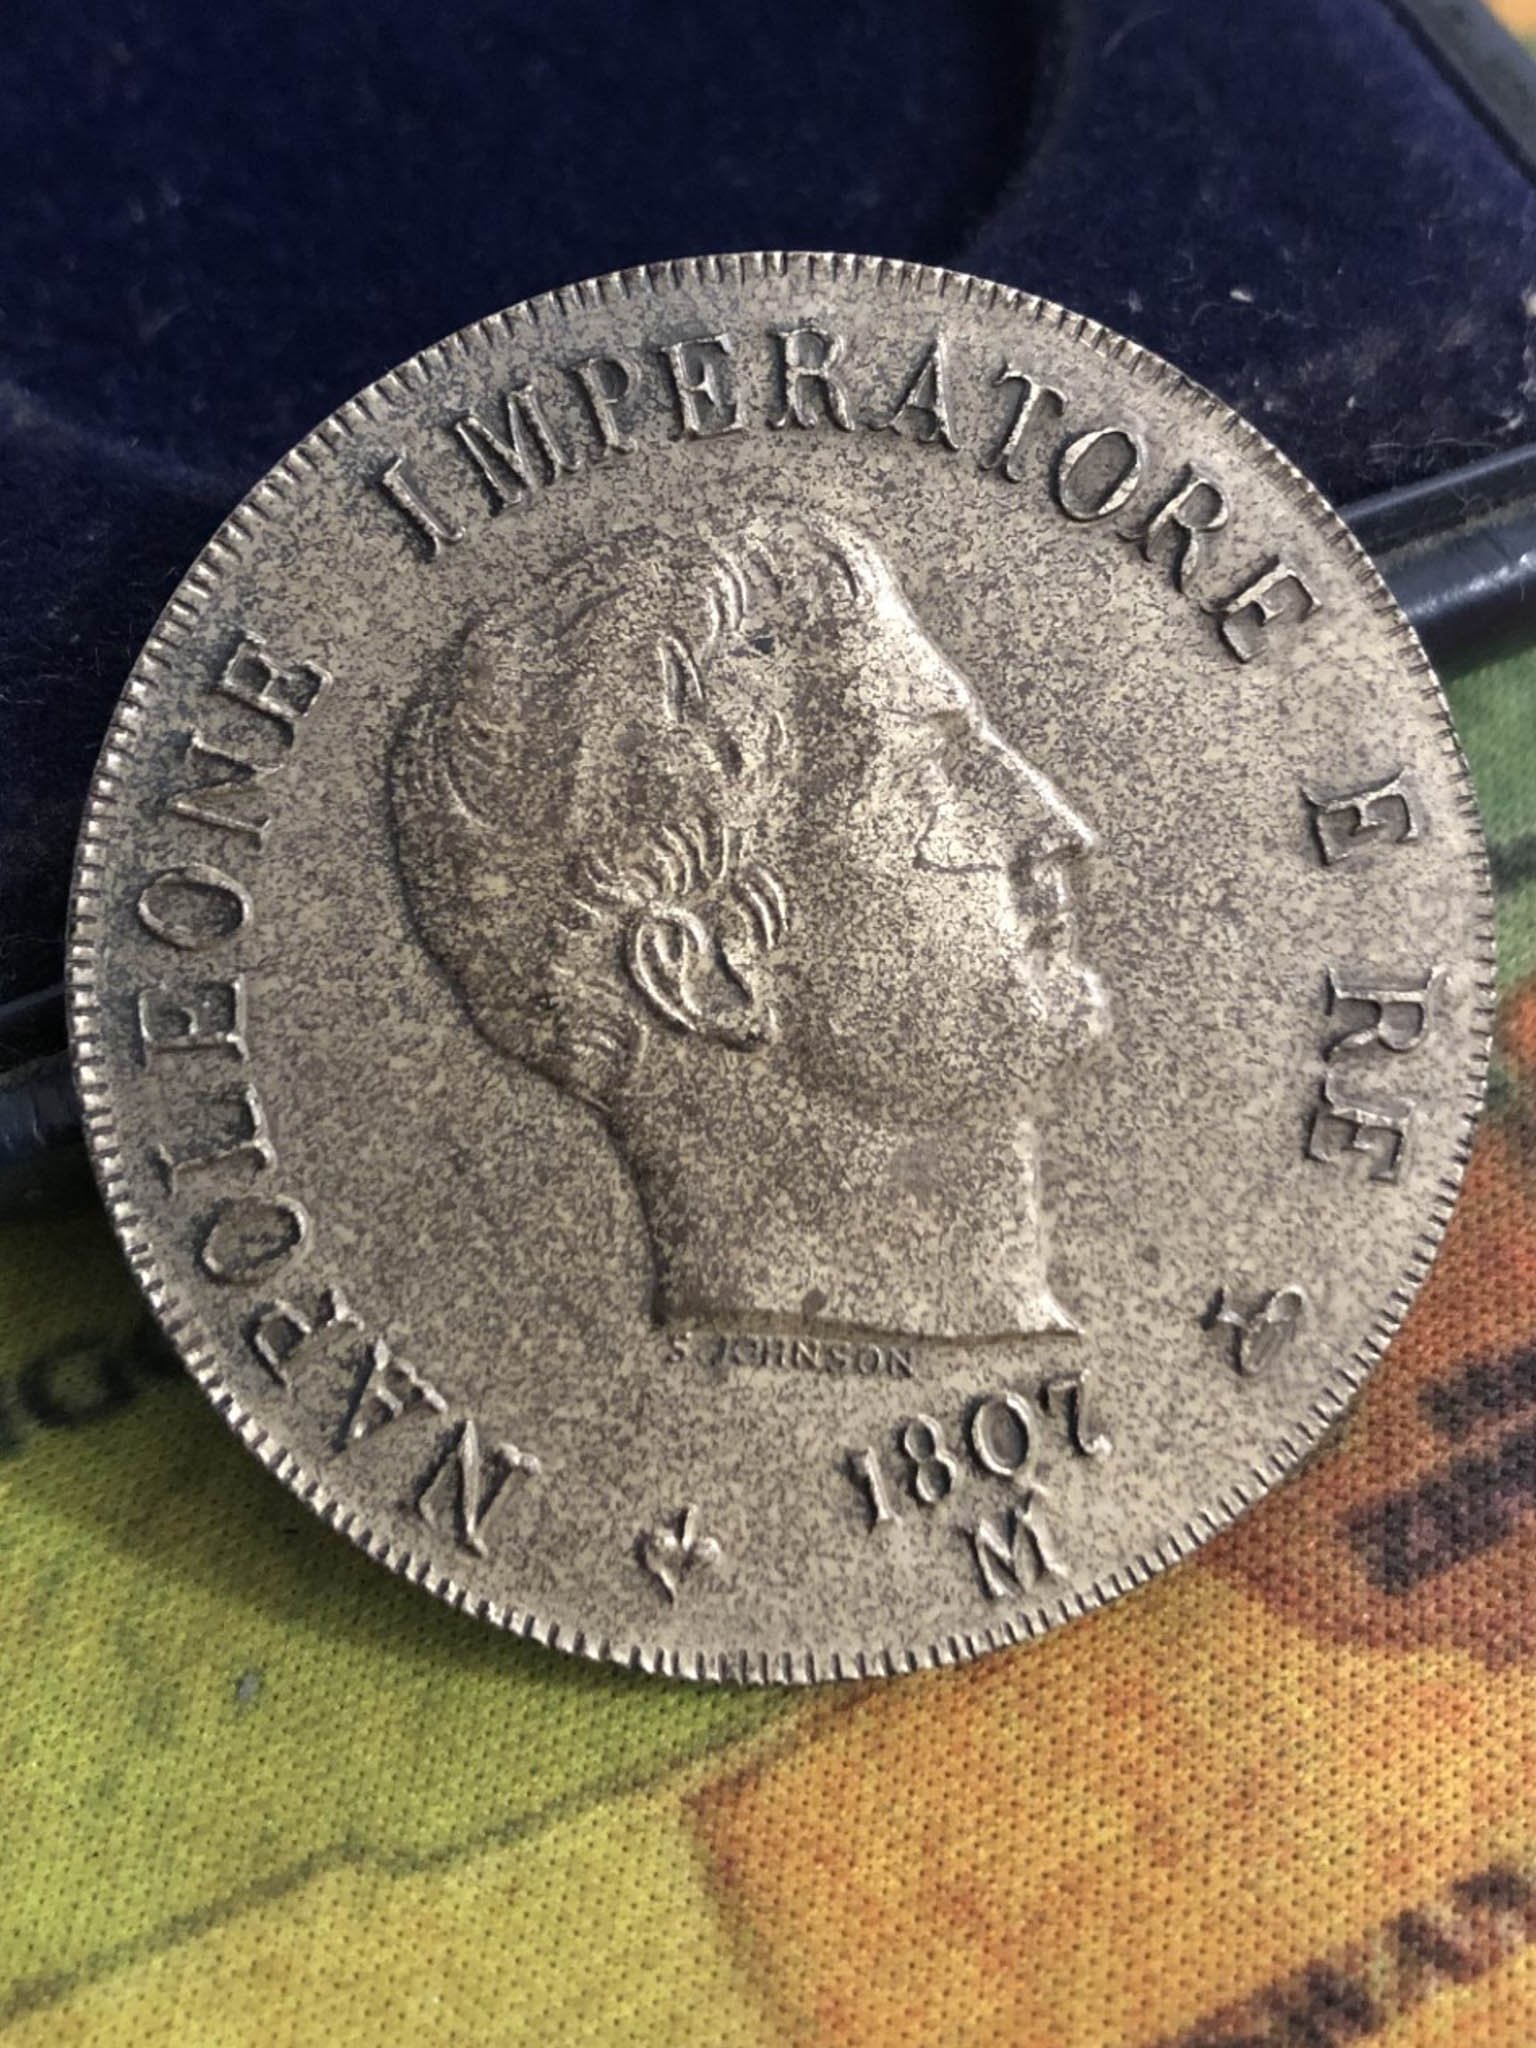 NAPOLEONE IMPERATORE E RE
S. JOHNSON
1807
M